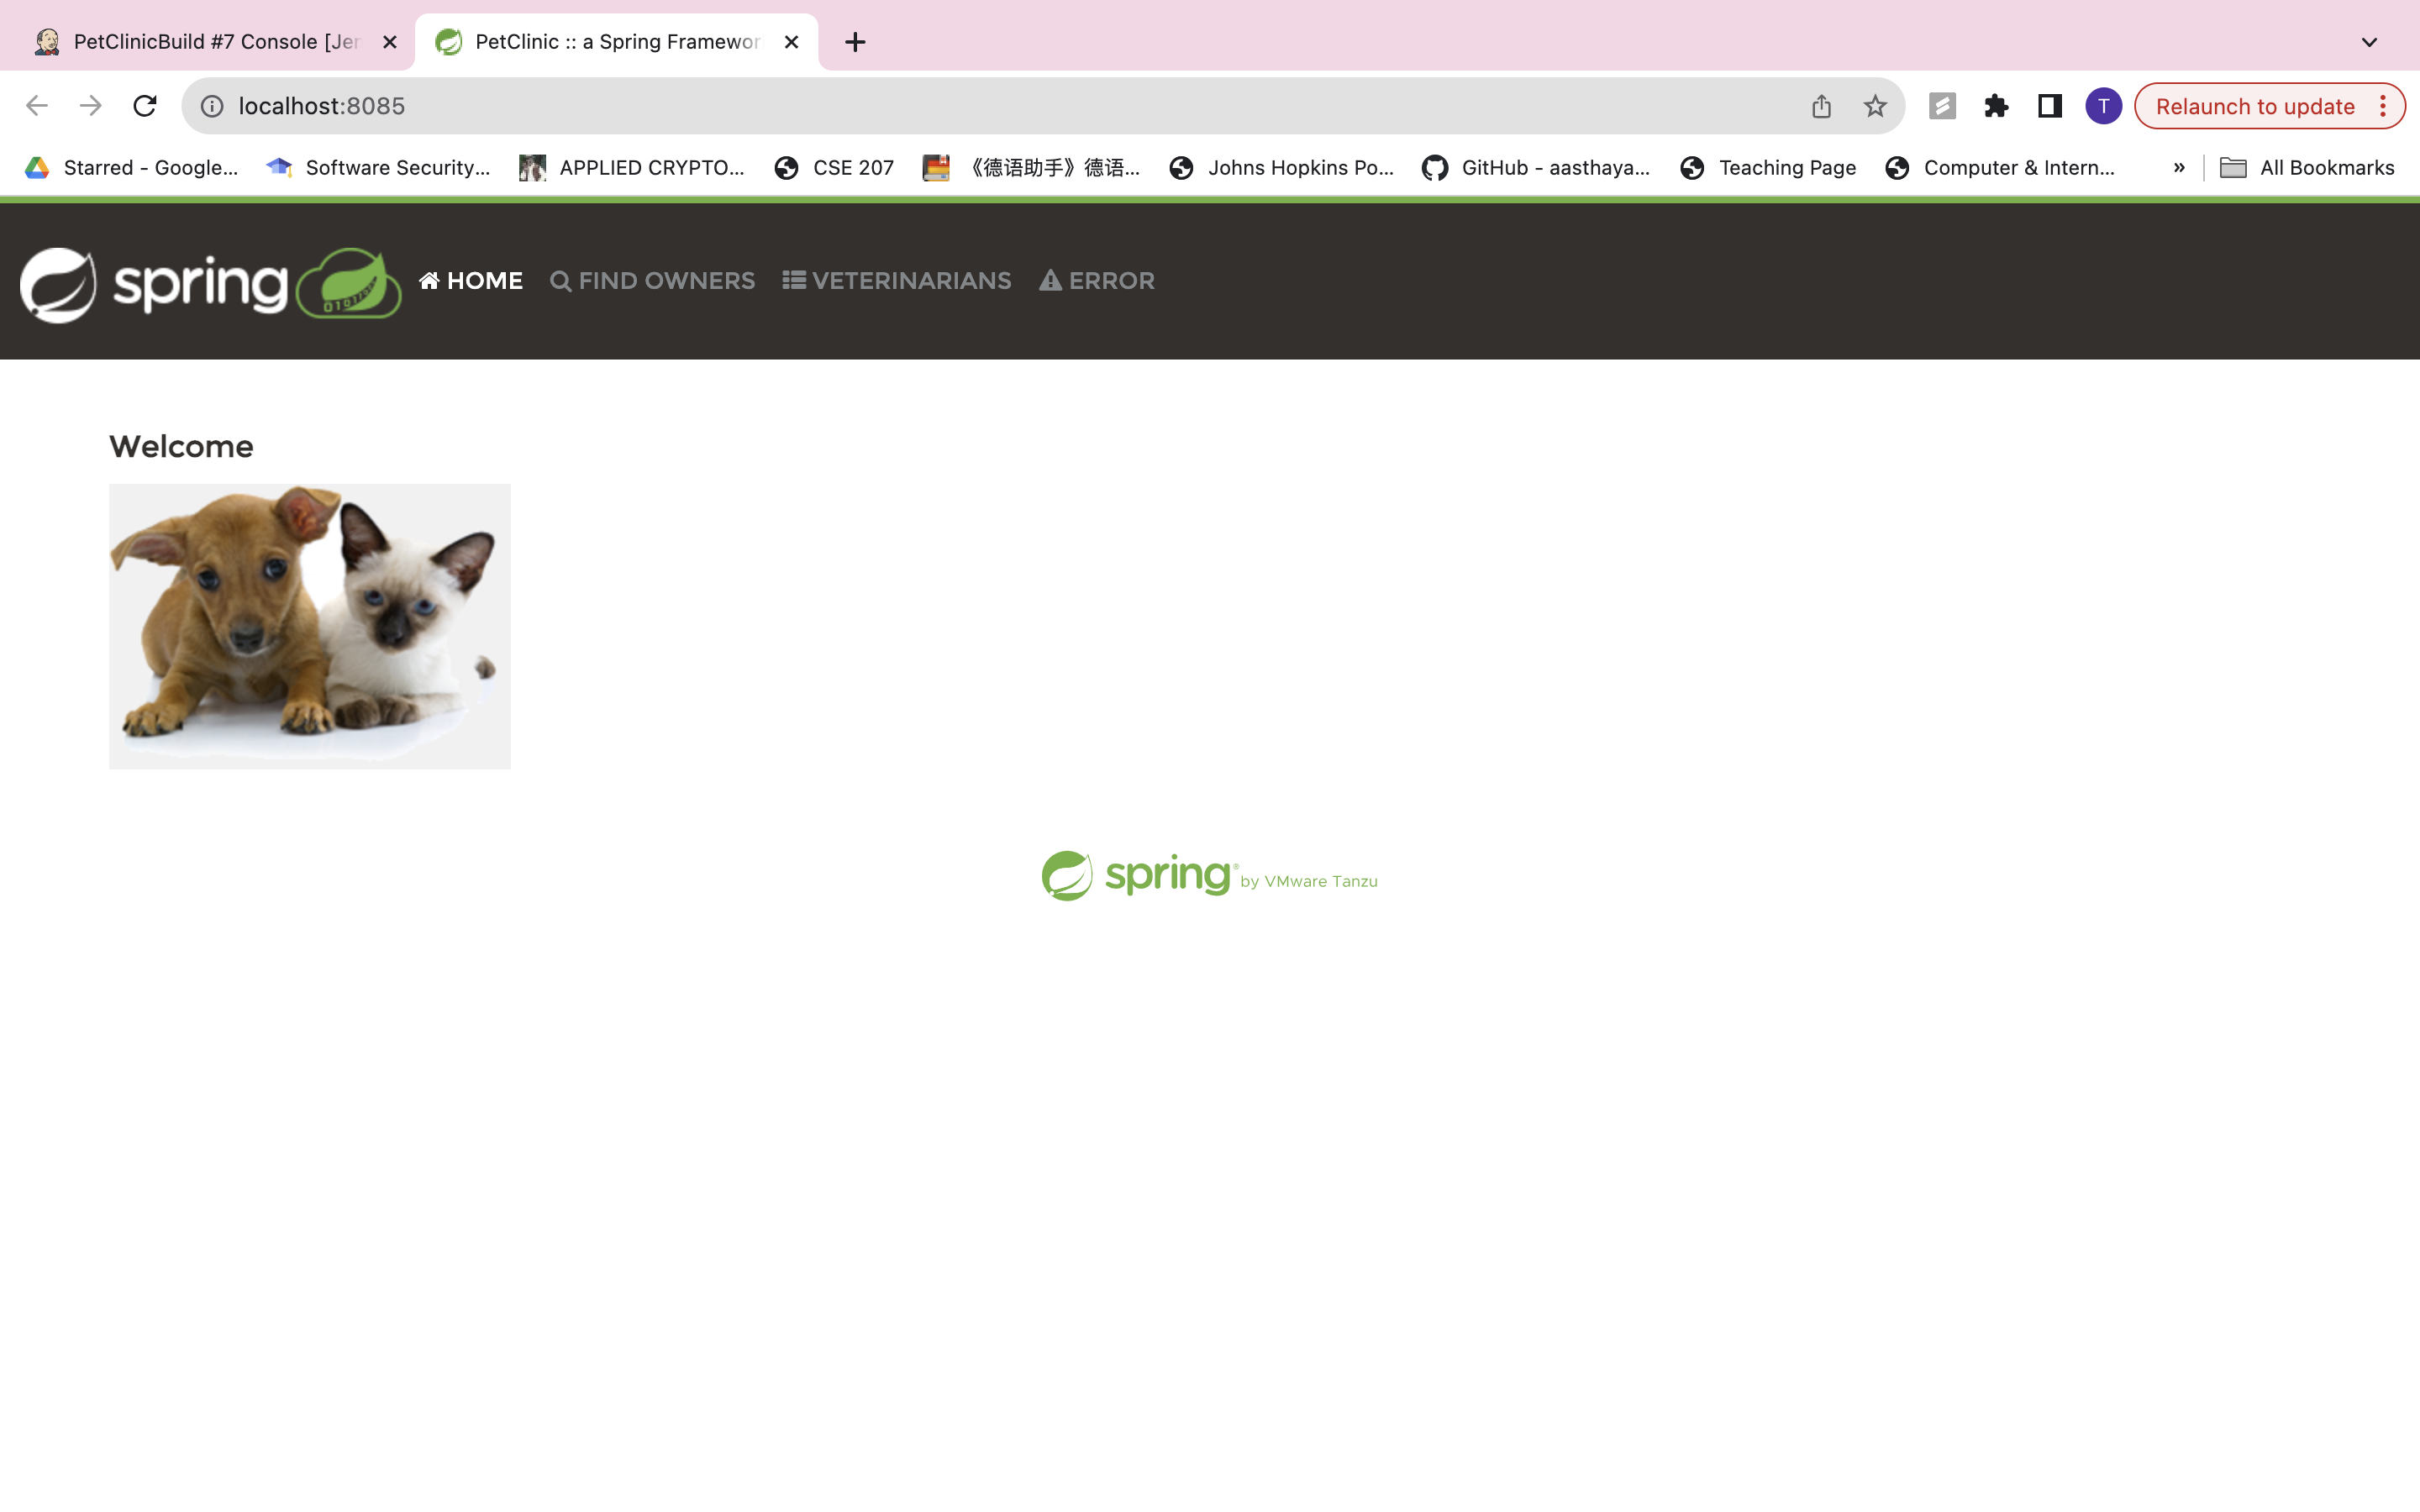 PetClinicBuild #7 Console [Jen
PetClinic :: a Spring Framewor
localhost:8085
T
Relaunch to update
Starred - Google...
Software Security...
APPLIED CRYPTO...
CSE 207
《德语助手》德语...
Johns Hopkins Po...
GitHub - aasthaya...
Teaching Page
Computer & Intern...
»
All Bookmarks
spring
HOME
FIND OWNERS
VETERINARIANS
ERROR
Welcome
spring® by VMware Tanzu